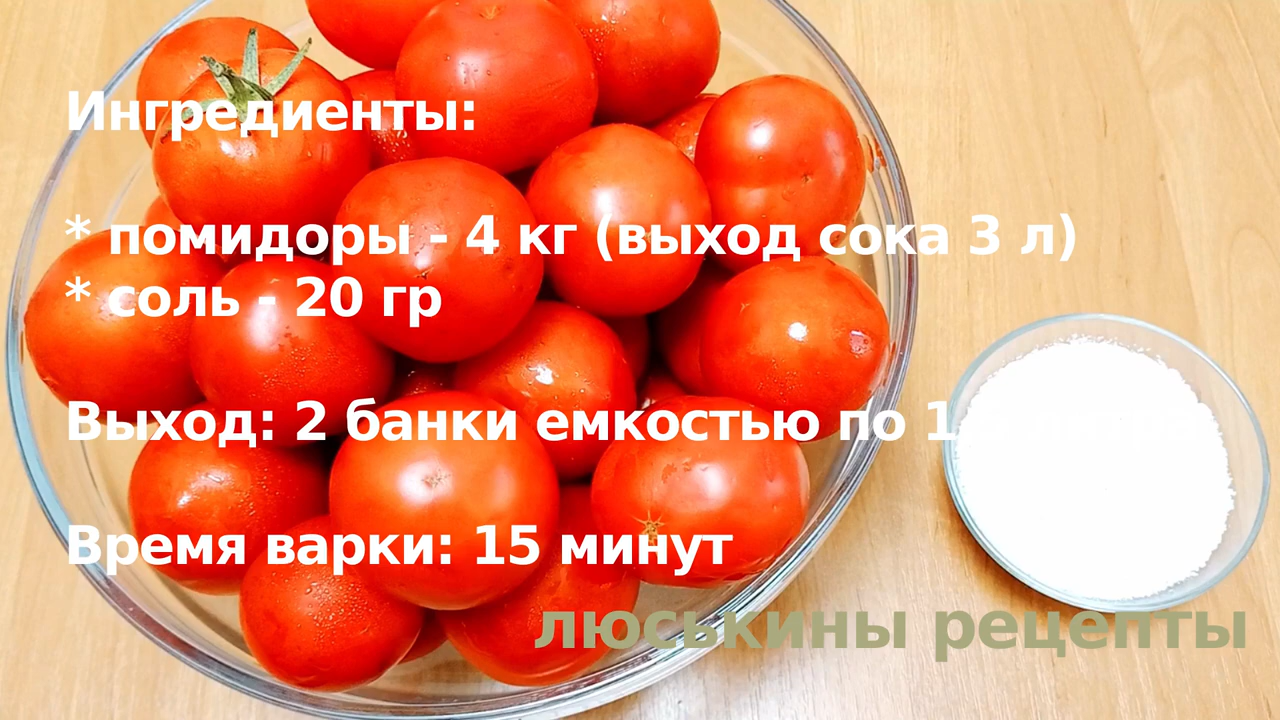 Ингредиенты:
* помидоры - 4 кг (выход сока 3 л)
* соль - 20 гр
Выход: 2 банки емкостью по
Время варки: 15 минут
люськины рецепты